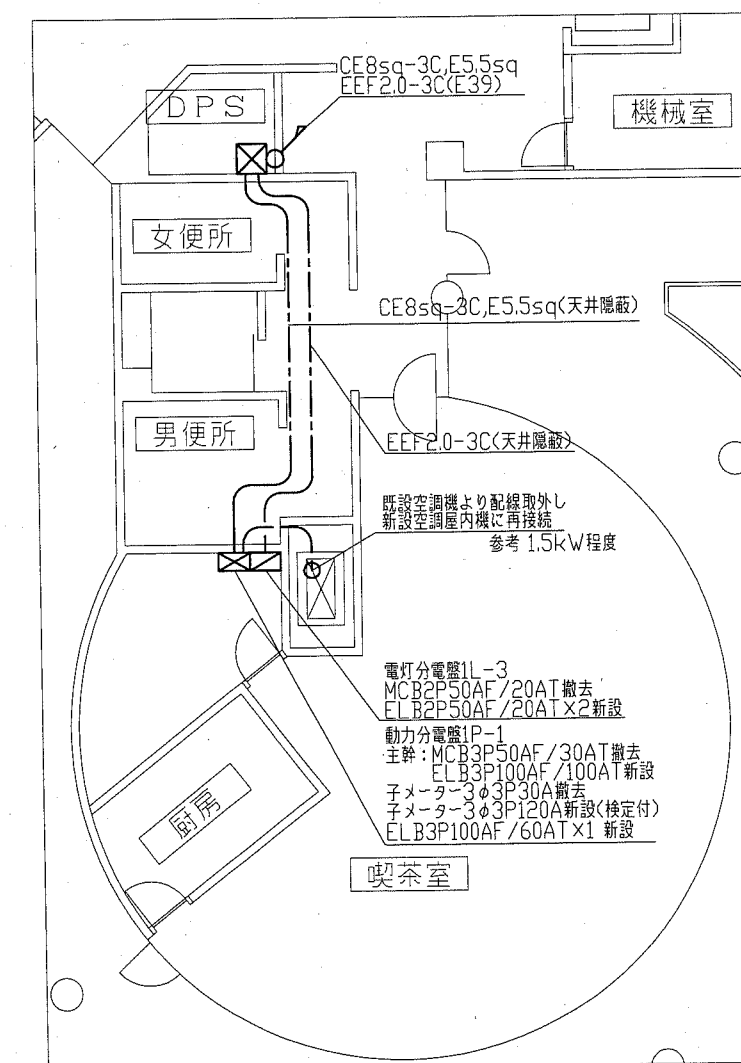 CE8sq-3C,E5.5sq
EEF2.0-3C(E39)
DPS
機械室
女便所
CE8sq-3C,E5.5sq(天井隠蔽)
男便所
EEF2.0-3C(天井隠蔽)
既設空調機より配線取外し
新設空調屋内機に再接続
参考 1.5kW程度
電灯分電盤1L-3
MCB2P50AF/20AT撤去
ELB2P50AF/20AT×2新設
動力分電盤1P-1
主幹:MCB3P50AF/30AT撤去
ELB3P100AF/100AT新設
子メーター3φ3P30A撤去
子メーター3φ3P120A新設(検定付)
ELB3P100AF/60AT×1 新設
厨房
喫茶室